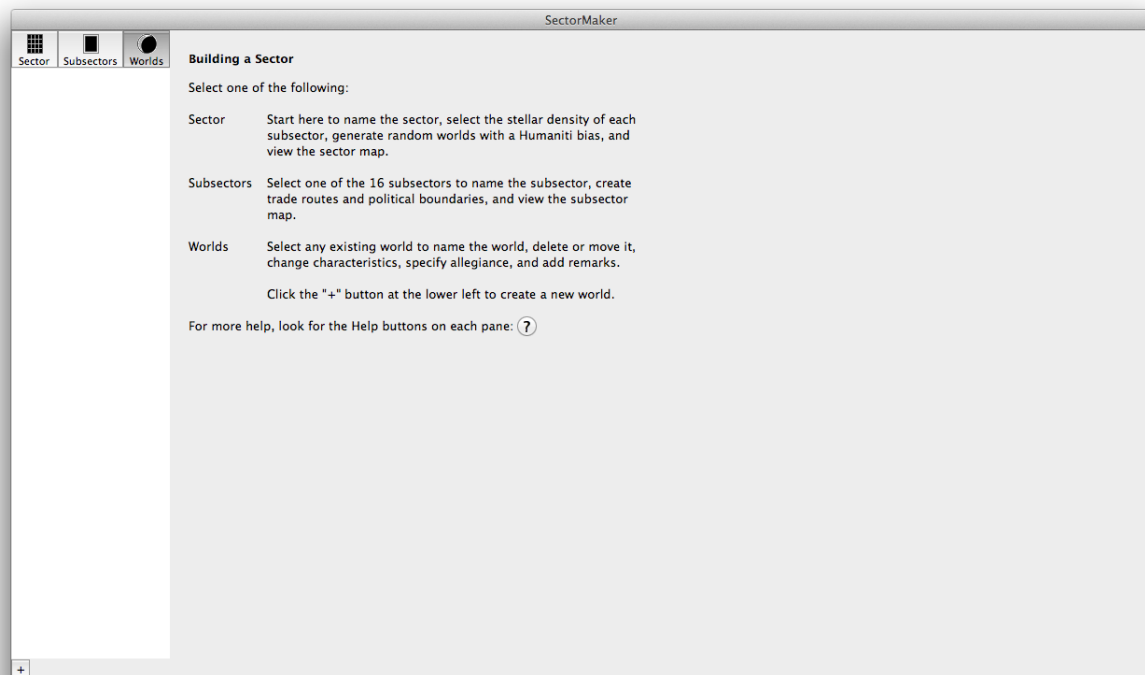 SectorMaker
Sector Subsectors Worlds
Building a Sector
Select one of the following:
Sector Start here to name the sector, select the stellar density of each
subsector, generate random worlds with a Humaniti bias, and
view the sector map.
Subsectors Select one of the 16 subsectors to name the subsector, create
trade routes and political boundaries, and view the subsector
map.
Worlds Select any existing world to name the world, delete or move it,
change characteristics, specify allegiance, and add remarks.
Click the "+" button at the lower left to create a new world.
For more help, look for the Help buttons on each pane: ?
+